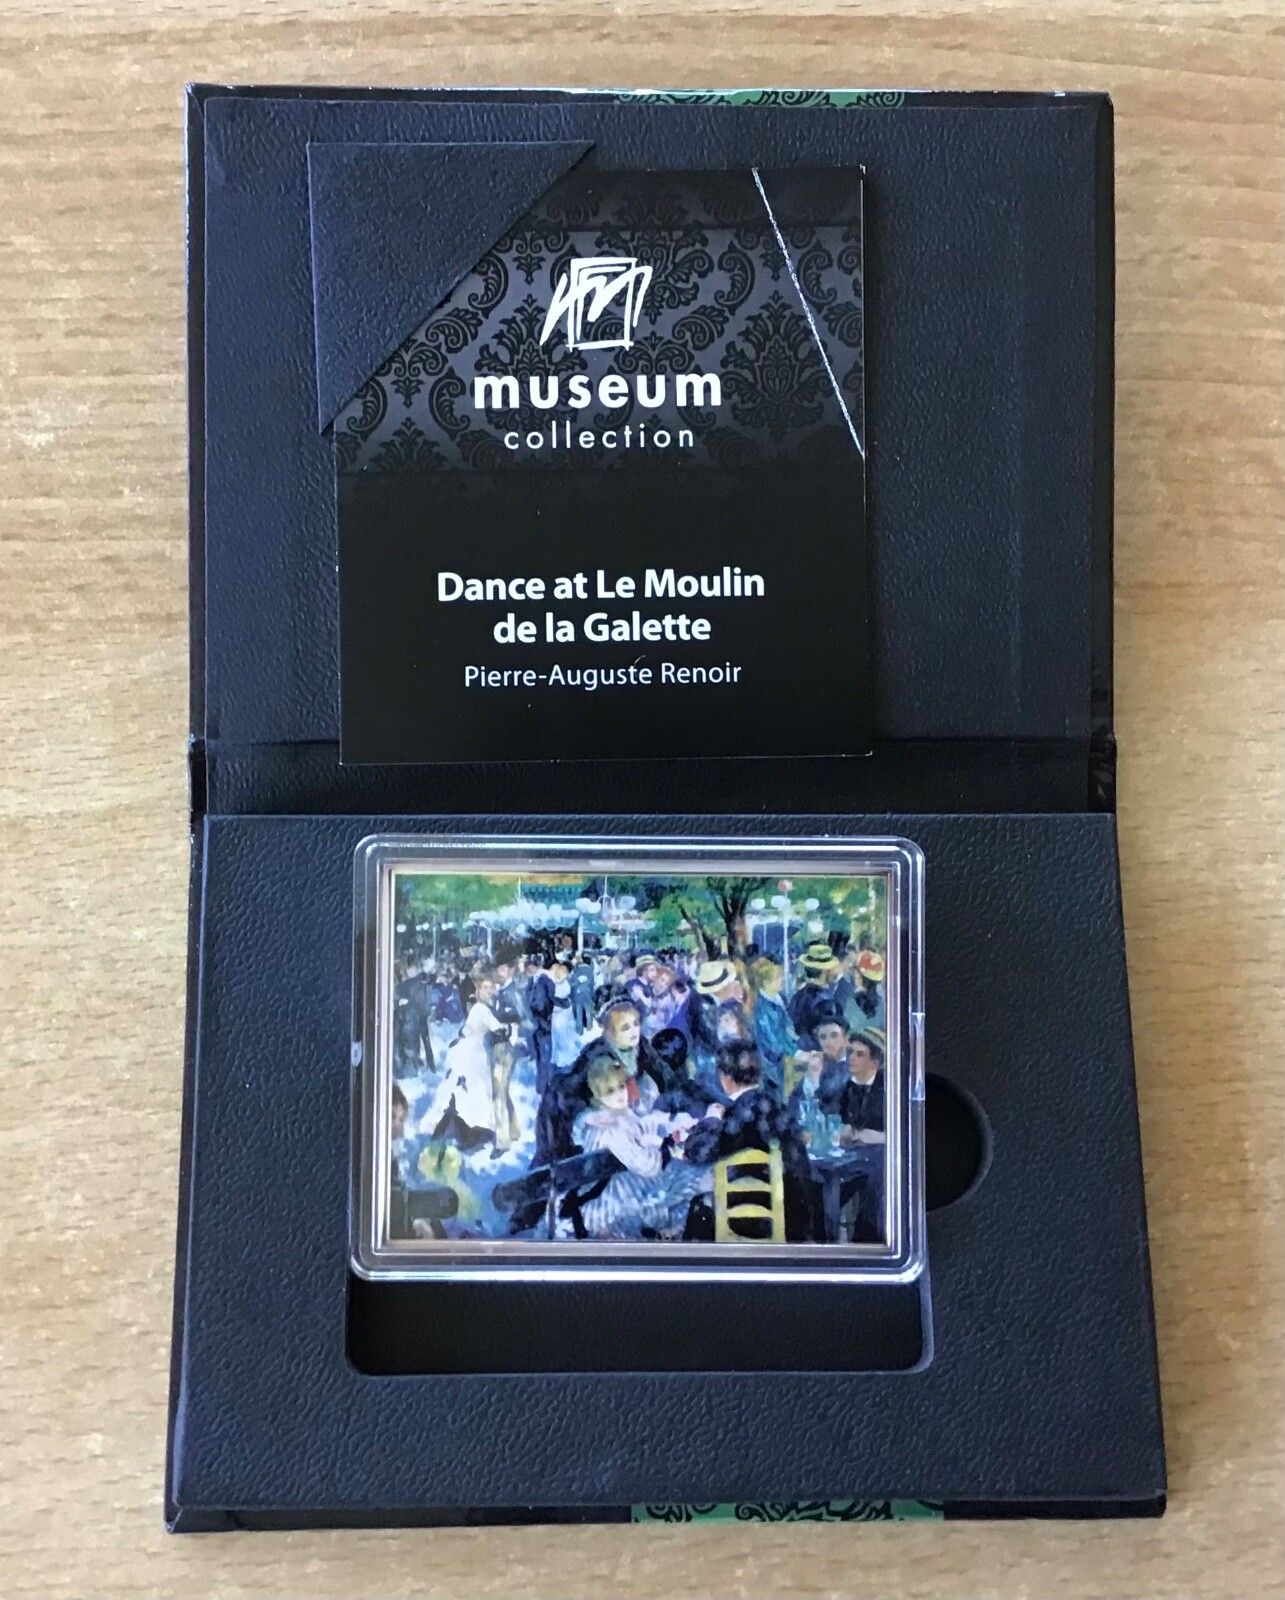 museum
collection
Dance at Le Moulin
de la Galette
Pierre-Auguste Renoir